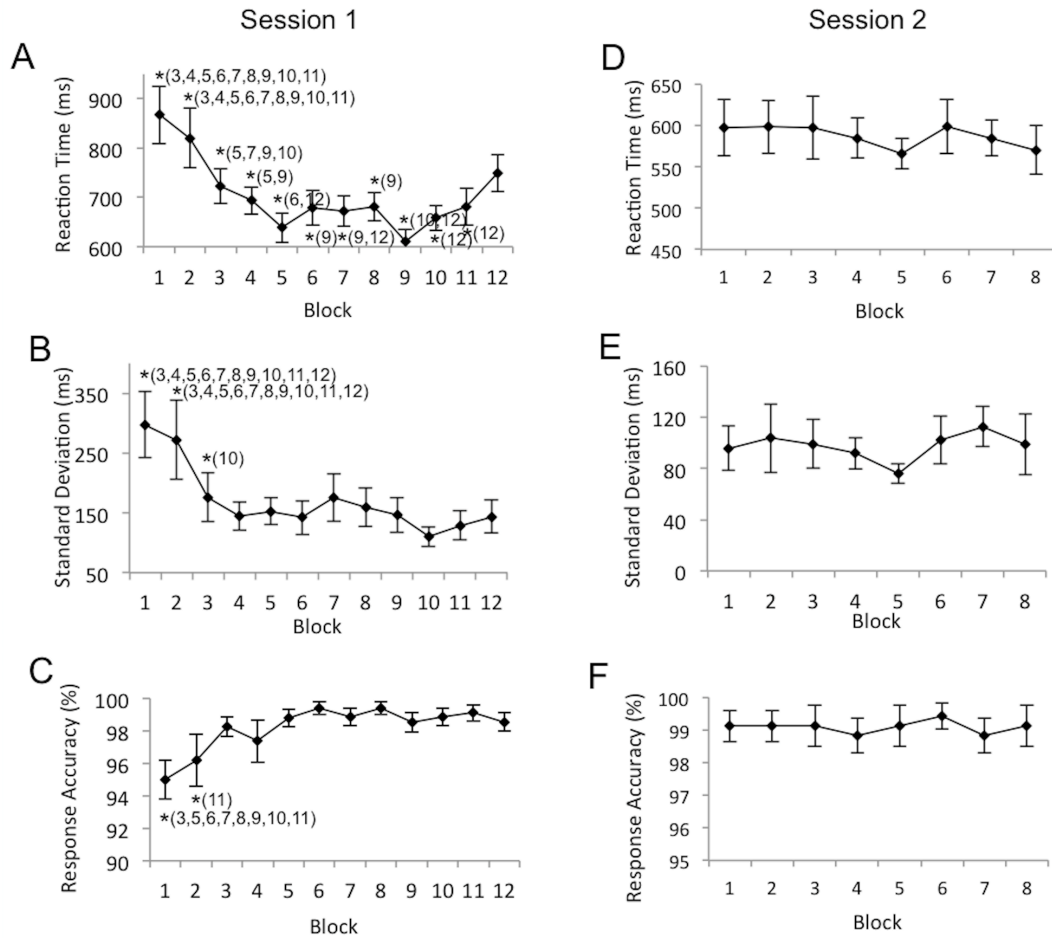 Session 1
Session 2
A
Reaction Time (ms)
900
800
700
600
*(3,4,5,6,7,8,9,10,11)
*(3,4,5,6,7,8,9,10,11)
*(5,7,9,10)
*(5,9)
*(6,12)
*(9)
*(9,12)
*(9)
*(10,12)
*(12)
*(12)
1 2 3 4 5 6 7 8 9 10 11 12
Block
D
Reaction Time (ms)
650
600
550
500
450
1 2 3 4 5 6 7 8
Block
B
Standard Deviation (ms)
350
250
150
50
*(3,4,5,6,7,8,9,10,11,12)
*(3,4,5,6,7,8,9,10,11,12)
*(10)
1 2 3 4 5 6 7 8 9 10 11 12
Block
E
Standard Deviation (ms)
160
120
80
40
0
1 2 3 4 5 6 7 8
Block
C
Response Accuracy (%)
100
98
96
94
92
90
*(11)
*(3,5,6,7,8,9,10,11)
1 2 3 4 5 6 7 8 9 10 11 12
Block
F
Response Accuracy (%)
100
99
98
97
96
95
1 2 3 4 5 6 7 8
Block